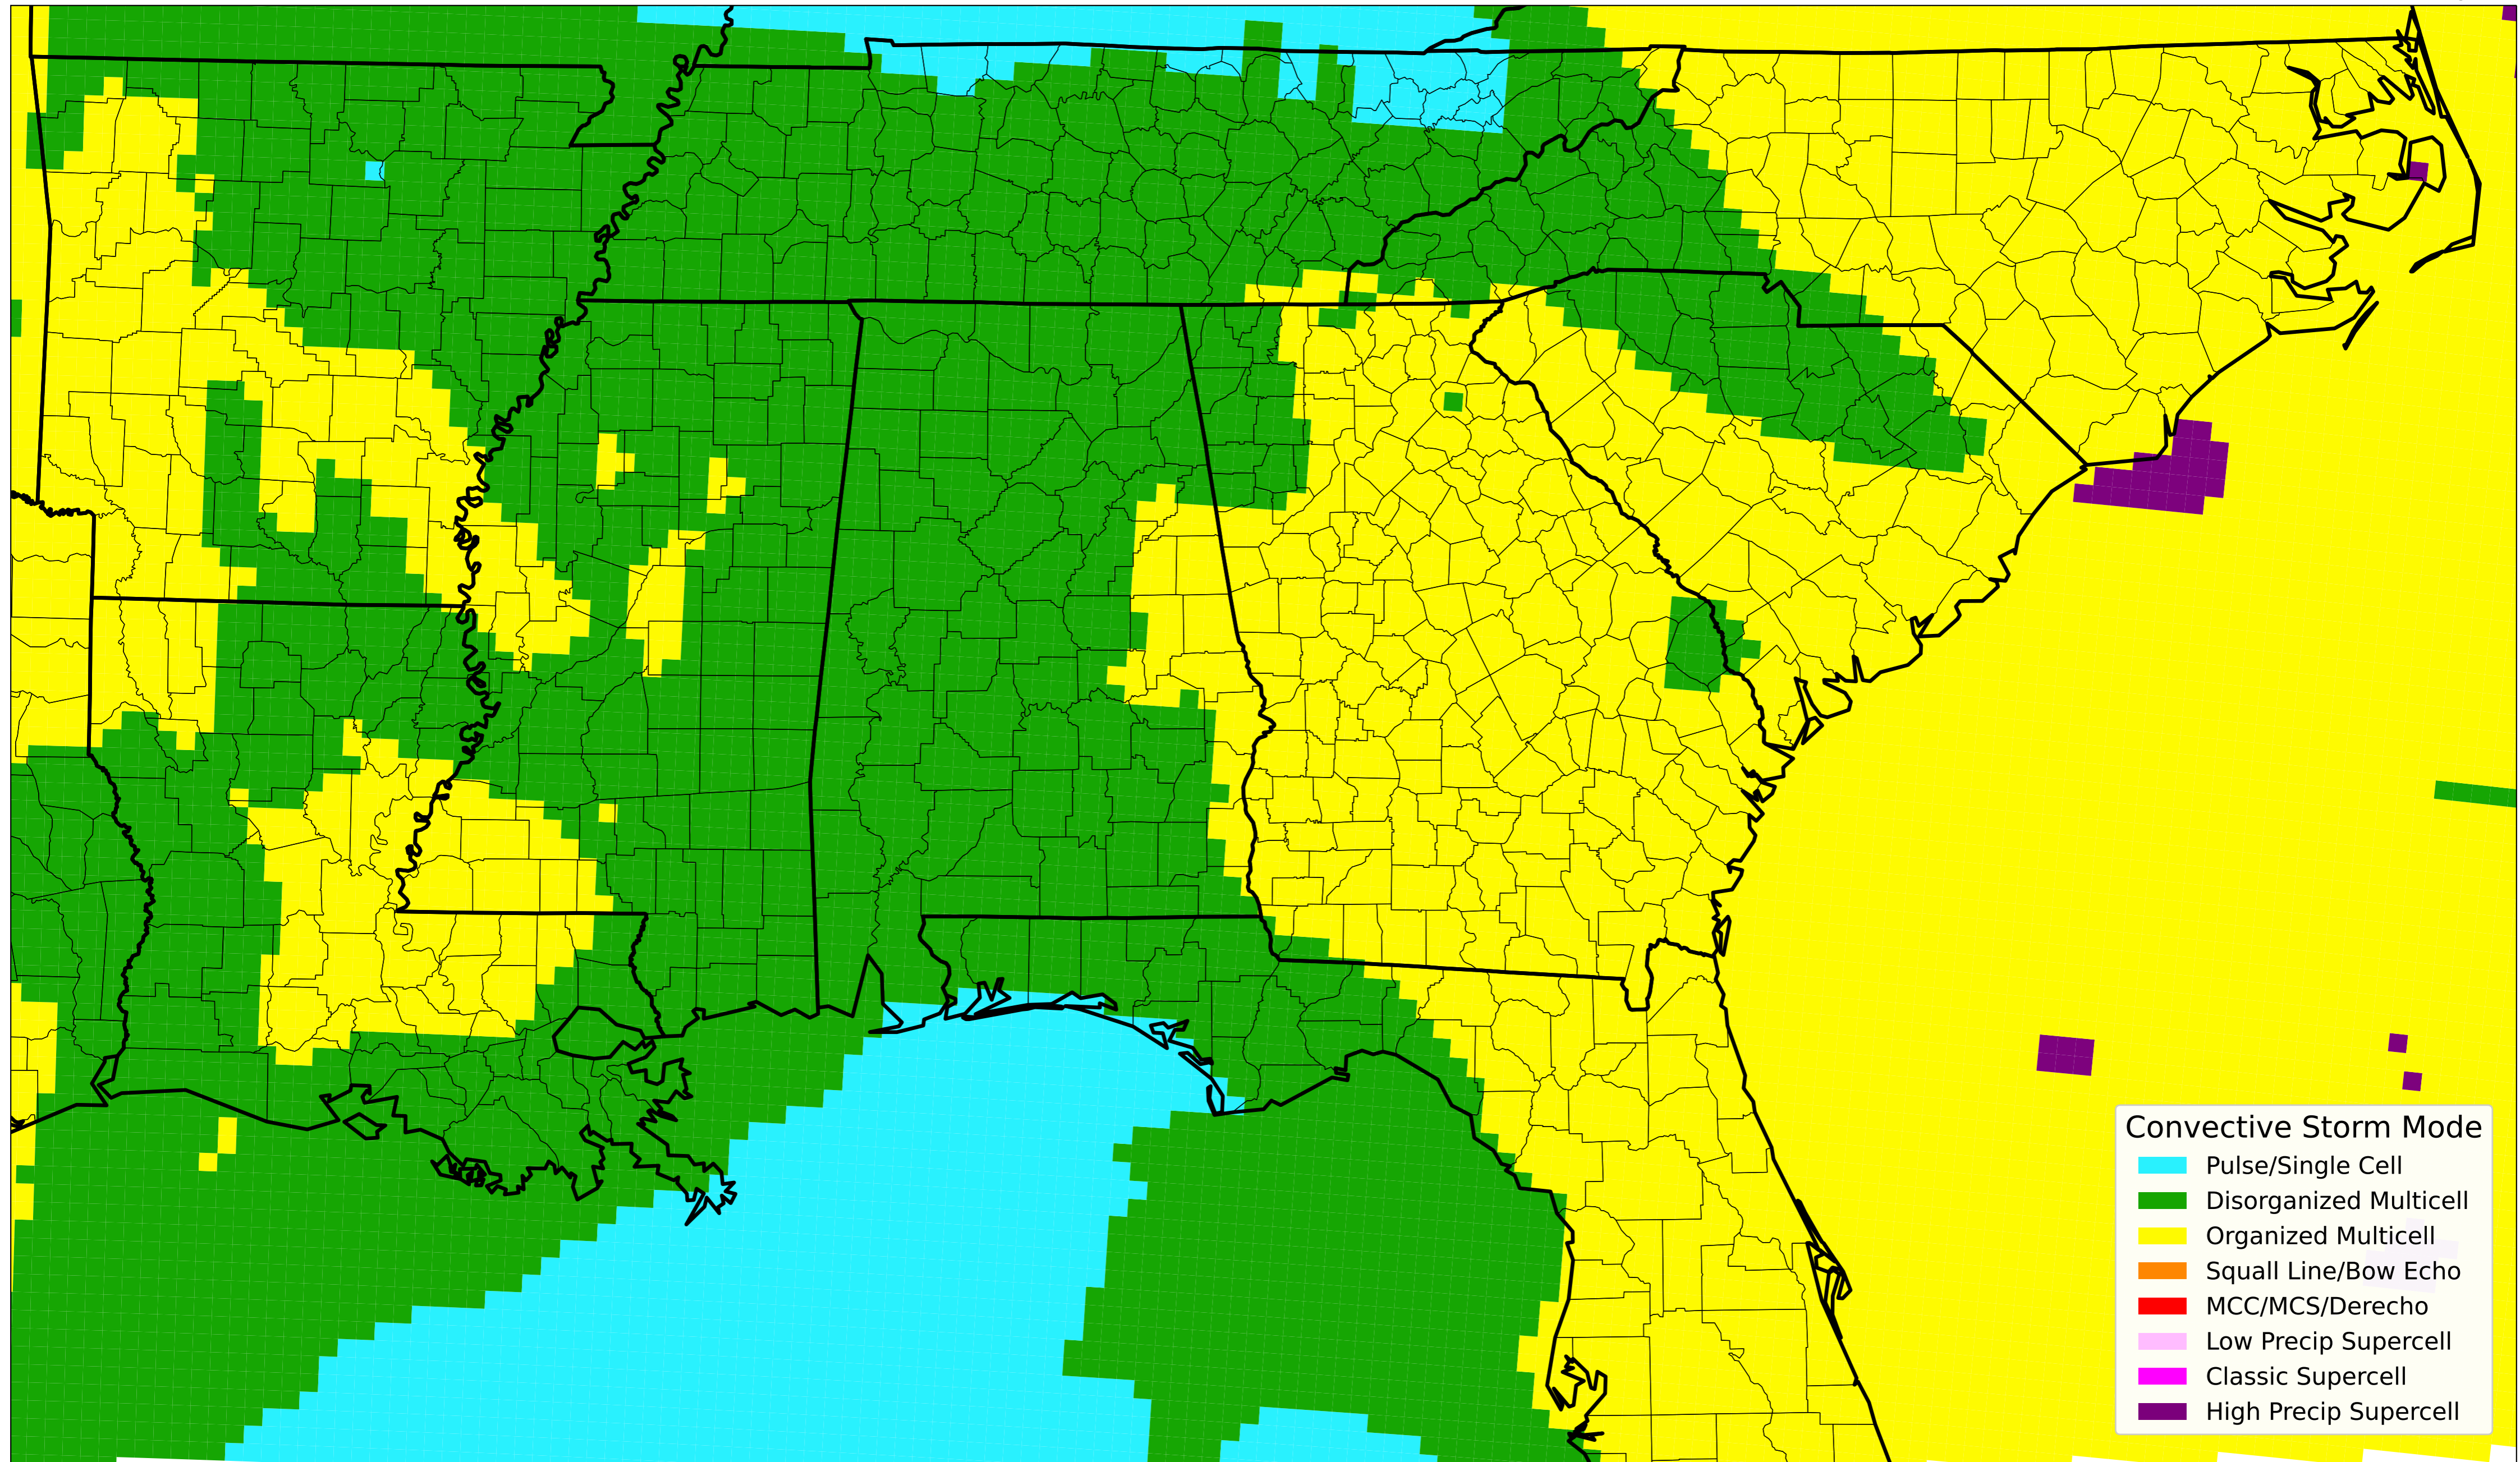 Convective Storm Mode
Pulse/Single Cell
Disorganized Multicell
Organized Multicell
Squall Line/Bow Echo
MCC/MCS/Derecho
Low Precip Supercell
Classic Supercell
High Precip Supercell